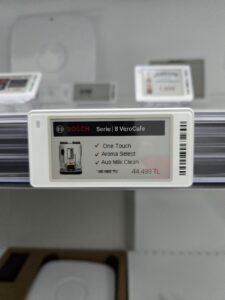 BOSCH Serie | 8 VeroCafe
✓ One Touch
✓ Aroma Select
✓ Auto Milk Clean
44.499 TL